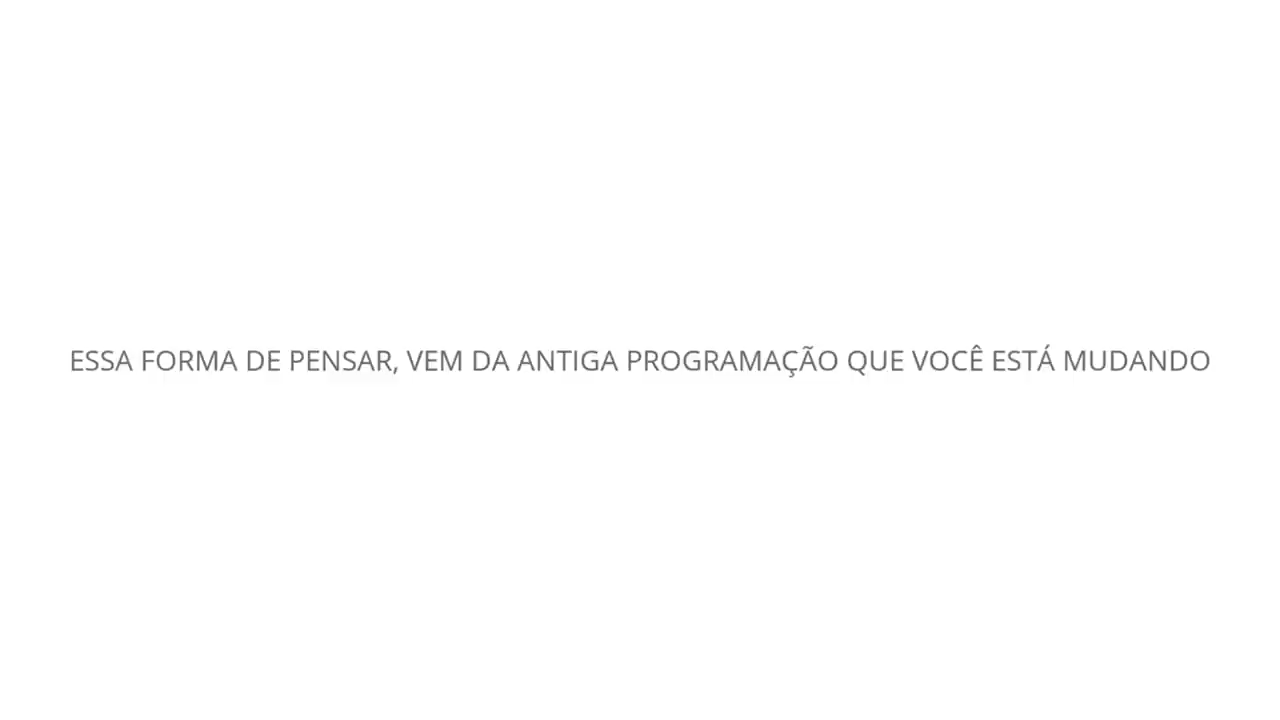 ESSA FORMA DE PENSAR, VEM DA ANTIGA PROGRAMAÇÃO QUE VOCÊ ESTÁ MUDANDO